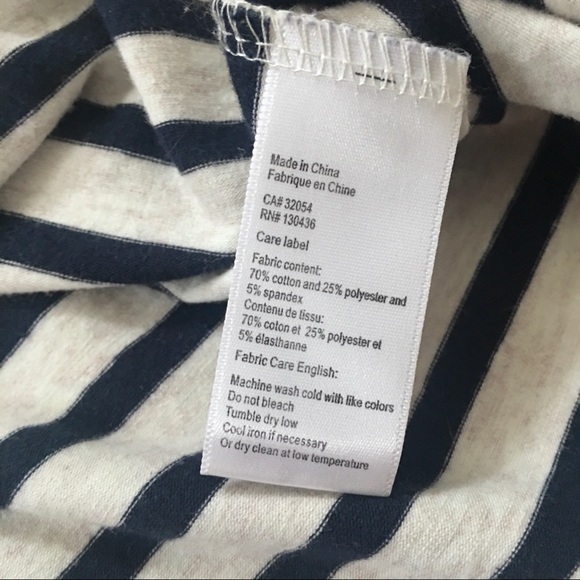 Made in China
Fabrique en Chine
CA# 32054
RN# 130436
Care label
Fabric content:
70% cotton and 25% polyester and
5% spandex
Contenu de tissu:
70% coton et 25% polyester et
5% élasthanne
Fabric Care English:
Machine wash cold with like colors
Do not bleach
Tumble dry low
Cool iron if necessary
Or dry clean at low temperature